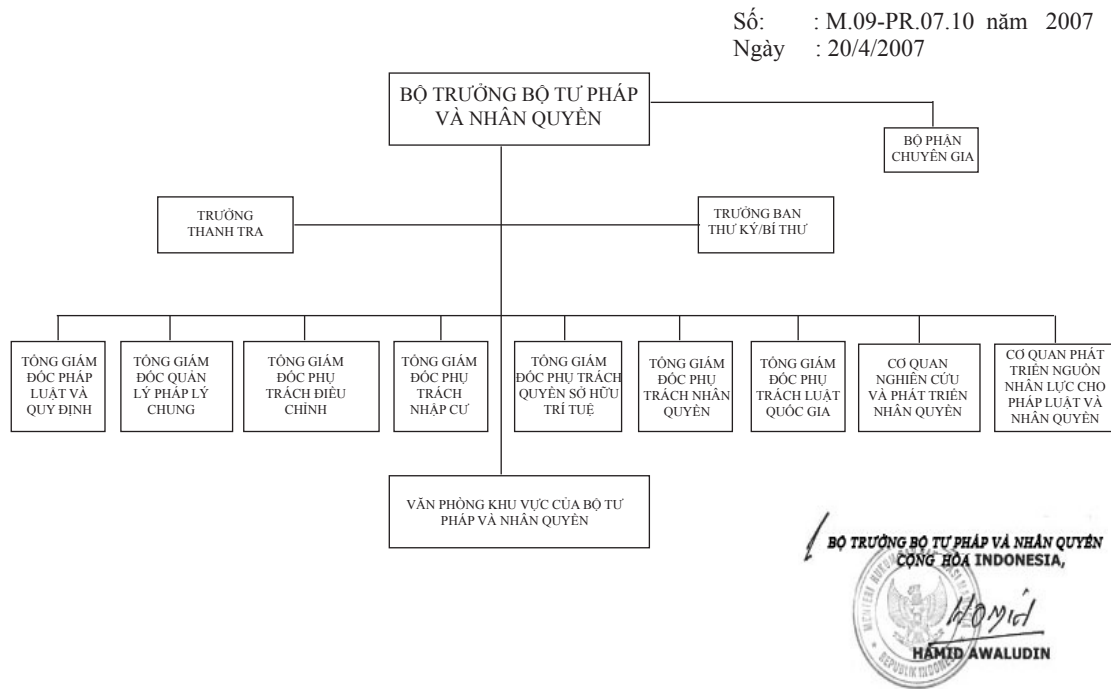 Số: : M.09-PR.07.10 năm 2007
Ngày : 20/4/2007
BỘ TRƯỞNG BỘ TƯ PHÁP
VÀ NHÂN QUYỀN
BỘ PHẬN
CHUYÊN GIA
TRƯỞNG
THANH TRA
TRƯỞNG BAN
THƯ KÝ/BÍ THƯ
TỔNG GIÁM
ĐỐC PHÁP
LUẬT VÀ
QUY ĐỊNH
TỔNG GIÁM
ĐỐC QUẢN
LÝ PHÁP LÝ
CHUNG
TỔNG GIÁM
ĐỐC PHỤ
TRÁCH ĐIỀU
CHỈNH
TỔNG GIÁM
ĐỐC PHỤ
TRÁCH
NHẬP CƯ
TỔNG GIÁM
ĐỐC PHỤ TRÁCH
QUYỀN SỞ HỮU
TRÍ TUỆ
TỔNG GIÁM
ĐỐC PHỤ
TRÁCH NHÂN
QUYỀN
TỔNG GIÁM
ĐỐC PHỤ
TRÁCH LUẬT
QUỐC GIA
CƠ QUAN
NGHIÊN CỨU
VÀ PHÁT TRIỂN
NHÂN QUYỀN
CƠ QUAN PHÁT
TRIỂN NGUỒN
NHÂN LỰC CHO
PHÁP LUẬT VÀ
NHÂN QUYỀN
VĂN PHÒNG KHU VỰC CỦA BỘ TƯ
PHÁP VÀ NHÂN QUYỀN
BỘ TRƯỞNG BỘ TƯ PHÁP VÀ NHÂN QUYỀN
CỘNG HÒA INDONESIA,
HAMID AWALUDIN
REPUBLIK INDONESIA